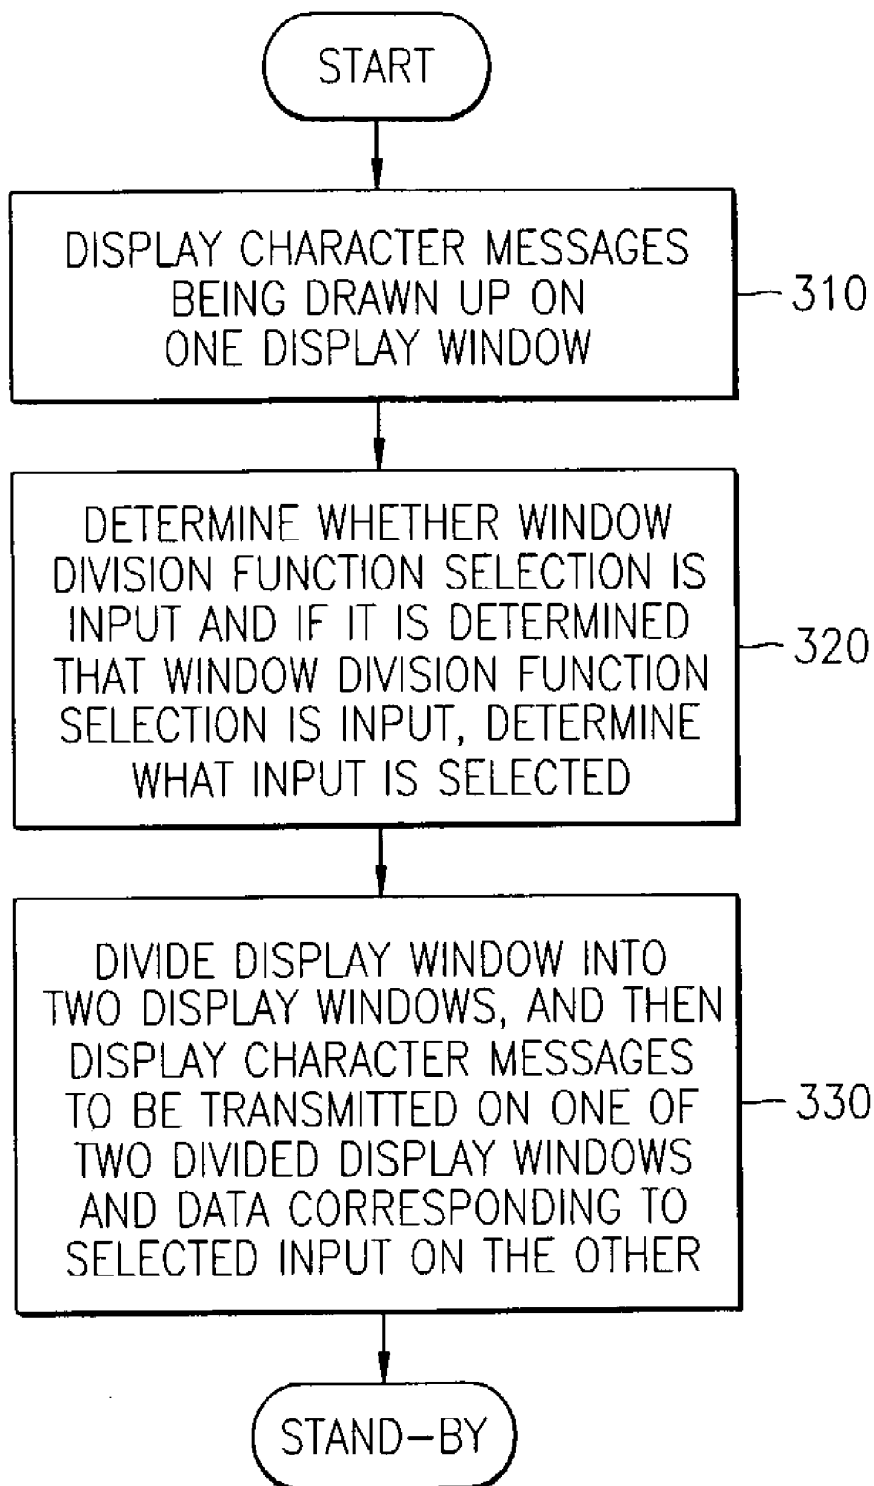 START
DISPLAY CHARACTER MESSAGES
BEING DRAWN UP ON
ONE DISPLAY WINDOW
310
DETERMINE WHETHER WINDOW
DIVISION FUNCTION SELECTION IS
INPUT AND IF IT IS DETERMINED
THAT WINDOW DIVISION FUNCTION
SELECTION IS INPUT, DETERMINE
WHAT INPUT IS SELECTED
320
DIVIDE DISPLAY WINDOW INTO
TWO DISPLAY WINDOWS, AND THEN
DISPLAY CHARACTER MESSAGES
TO BE TRANSMITTED ON ONE OF
TWO DIVIDED DISPLAY WINDOWS
AND DATA CORRESPONDING TO
SELECTED INPUT ON THE OTHER
330
STAND-BY